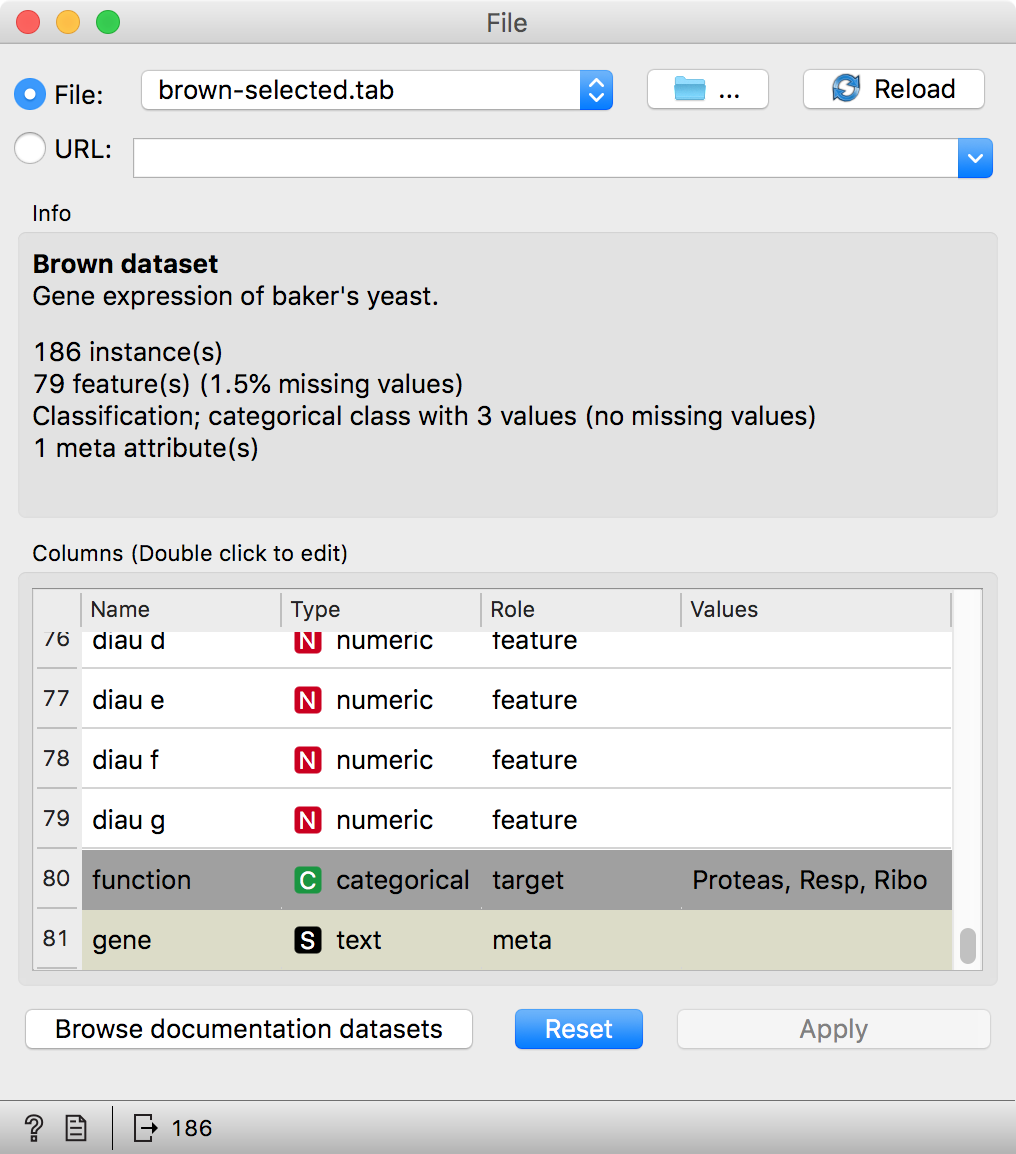 File
File: brown-selected.tab ... Reload
URL:
Info
Brown dataset
Gene expression of baker's yeast.
186 instance(s)
79 feature(s) (1.5% missing values)
Classification; categorical class with 3 values (no missing values)
1 meta attribute(s)
Columns (Double click to edit)
Name Type Role Values
76 diau d N numeric feature
77 diau e N numeric feature
78 diau f N numeric feature
79 diau g N numeric feature
80 function C categorical target Proteas, Resp, Ribo
81 gene S text meta
Browse documentation datasets Reset Apply
? 186